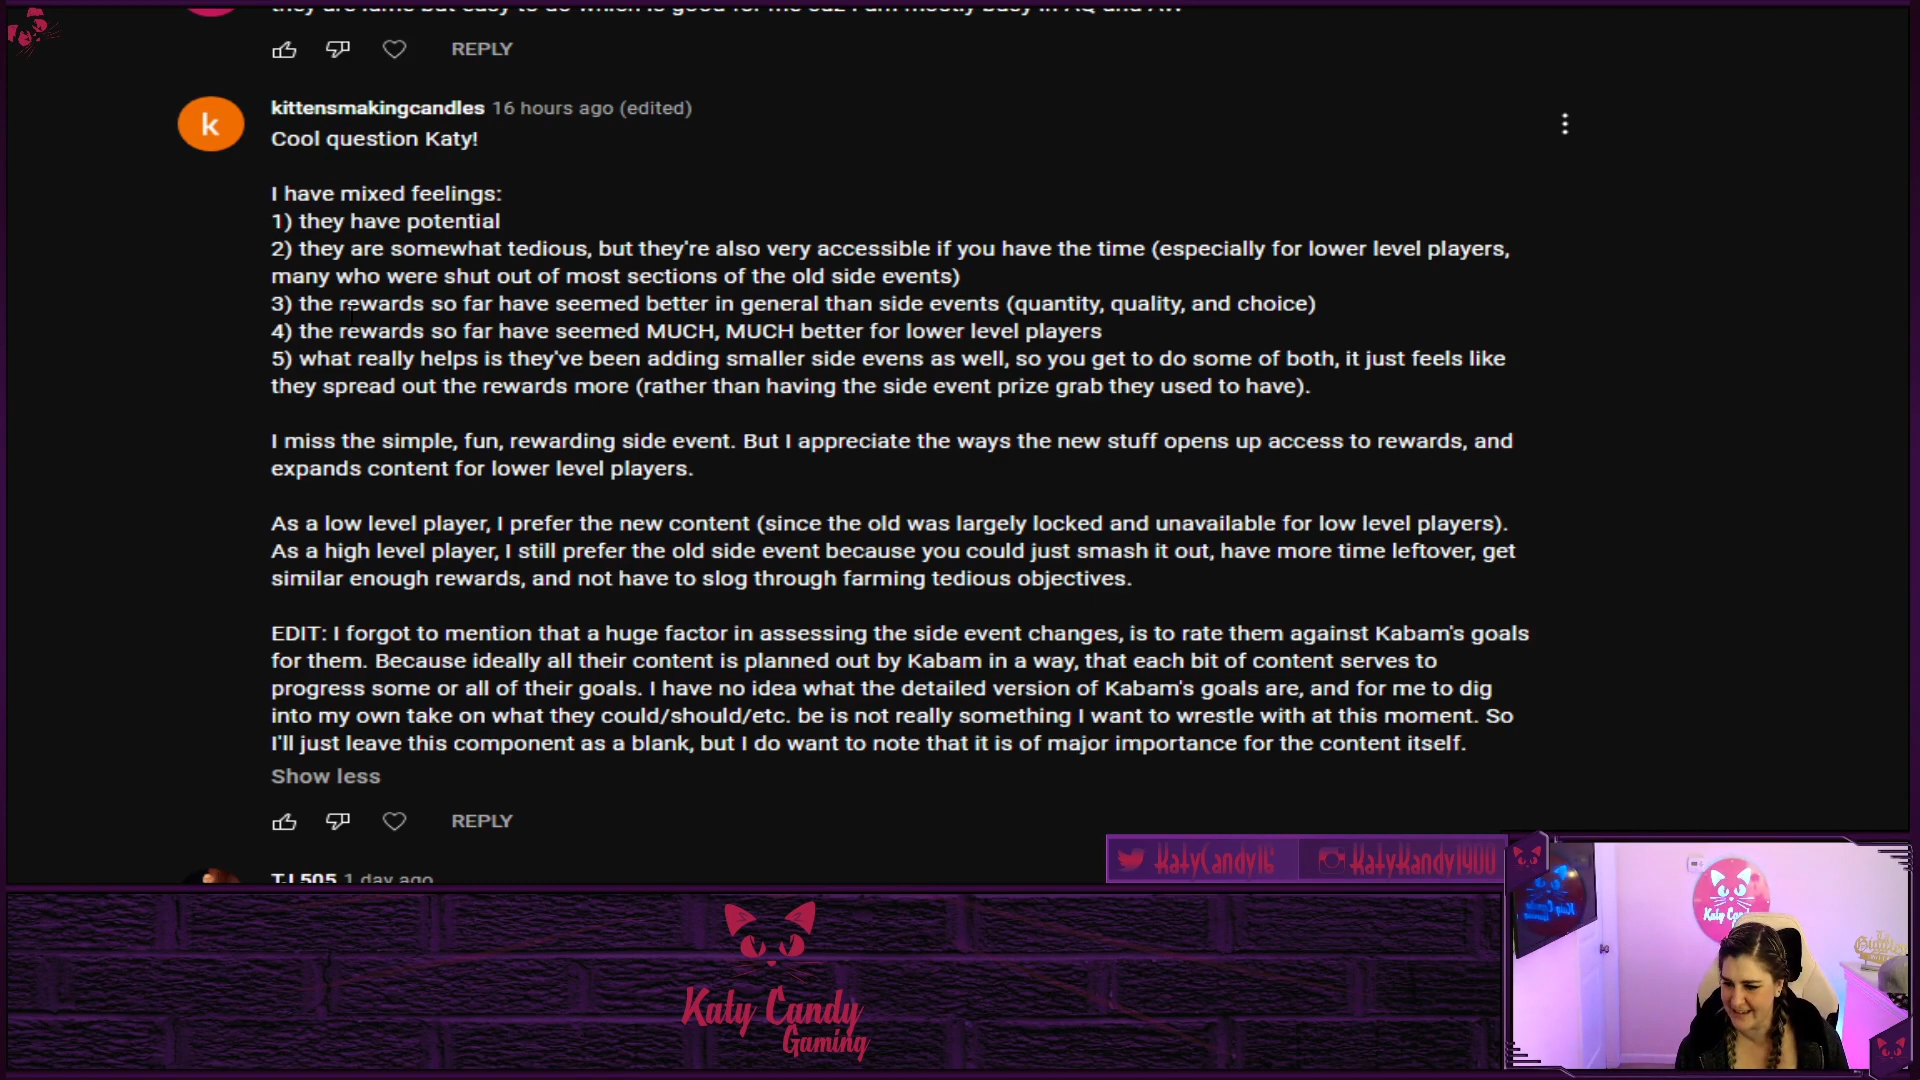 REPLY
kittensmakingcandles 16 hours ago (edited)
k
Cool question Katy!
I have mixed feelings:
1) they have potential
2) they are somewhat tedious, but they're also very accessible if you have the time (especially for lower level players,
many who were shut out of most sections of the old side events)
3) the rewards so far have seemed better in general than side events (quantity, quality, and choice)
4) the rewards so far have seemed MUCH, MUCH better for lower level players
5) what really helps is they've been adding smaller side evens as well, so you get to do some of both, it just feels like
they spread out the rewards more (rather than having the side event prize grab they used to have).
I miss the simple, fun, rewarding side event. But I appreciate the ways the new stuff opens up access to rewards, and
expands content for lower level players.
As a low level player, I prefer the new content (since the old was largely locked and unavailable for low level players).
As a high level player, I still prefer the old side event because you could just smash it out, have more time leftover, get
similar enough rewards, and not have to slog through farming tedious objectives.
EDIT: I forgot to mention that a huge factor in assessing the side event changes, is to rate them against Kabam's goals
for them. Because ideally all their content is planned out by Kabam in a way, that each bit of content serves to
progress some or all of their goals. I have no idea what the detailed version of Kabam's goals are, and for me to dig
into my own take on what they could/should/etc. be is not really something I want to wrestle with at this moment. So
I'll just leave this component as a blank, but I do want to note that it is of major importance for the content itself.
Show less
REPLY
KatyCandy16 KatyKandy1900
1 day ago
Katy Candy
Gaming